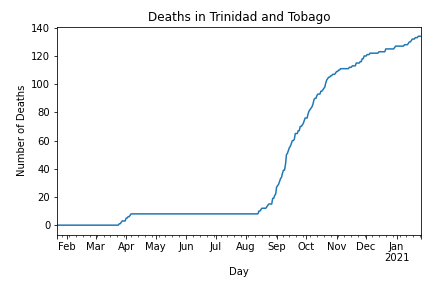 Deaths in Trinidad and Tobago
140
120
100
80
60
40
20
0
Number of Deaths
Feb Mar Apr May Jun Jul Aug Sep Oct Nov Dec Jan
2021
Day